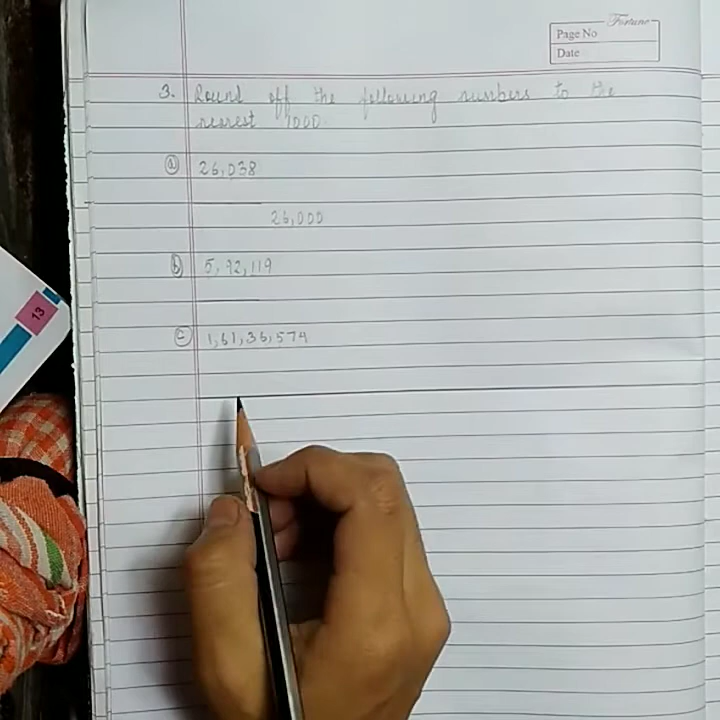 Fortune
Page No
Date
3. Round off the following numbers to the
nearest 1000.
(a) 26,038
26,000
(b) 5,92,119
(c) 1,61,36,574
13